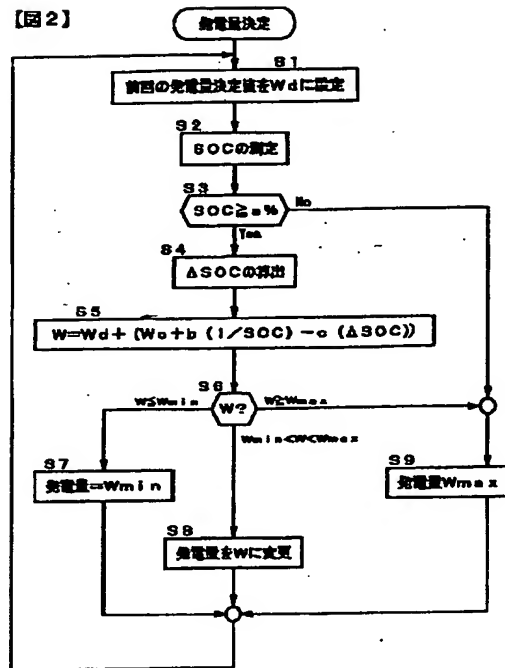 【図2】
発電量決定
S1
前回の発電量決定値をWdに設定
S2
SOCの測定
S3
SOC≧a%
No
Yes
S4
ΔSOCの算出
S5
W=Wd+(Wo+b(1/SOC)-c(ΔSOC))
S6
W?
W≦Wmin
W≧Wmax
Wmin<W<Wmax
S7
発電量=Wmin
S8
発電量をWに変更
S9
発電量Wmax